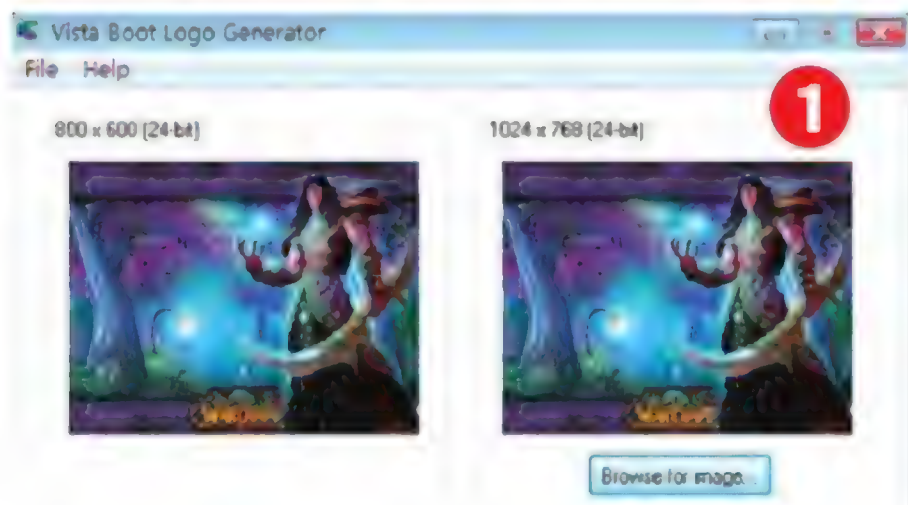 Vista Boot Logo Generator
File Help
1
800 x 600 (24-bit)
1024 x 768 (24-bit)
Browse for image...